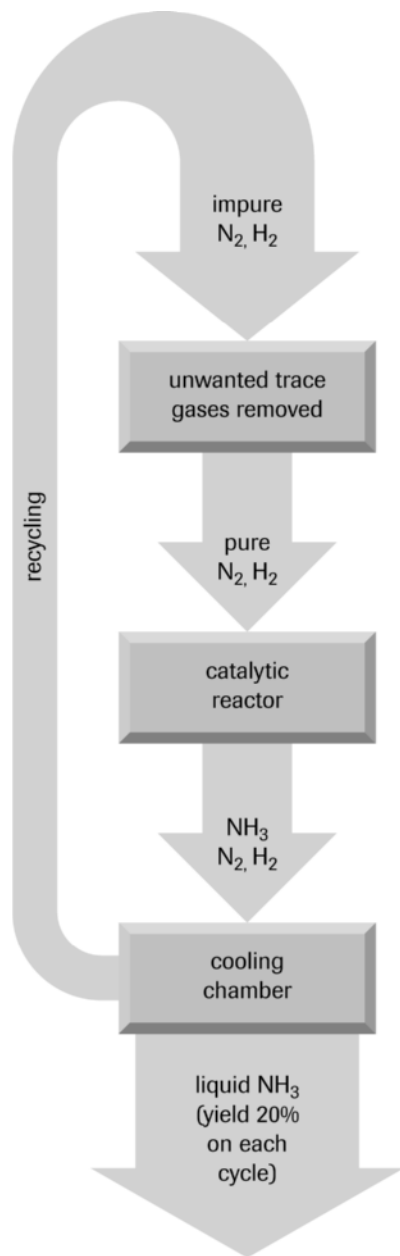 impure
N₂, H₂
unwanted trace
gases removed
recycling
pure
N₂, H₂
catalytic
reactor
NH₃
N₂, H₂
cooling
chamber
liquid NH₃
(yield 20%
on each
cycle)